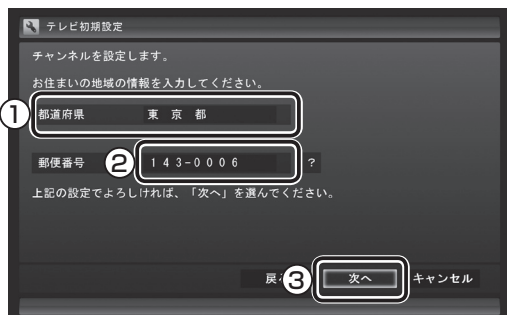 テレビ初期設定
チャンネルを設定します。
お住まいの地域の情報を入力してください。
① 都道府県 東 京 都
郵便番号 ② 143-0006 ?
上記の設定でよろしければ、「次へ」を選んでください。
戻 ③ 次へ キャンセル